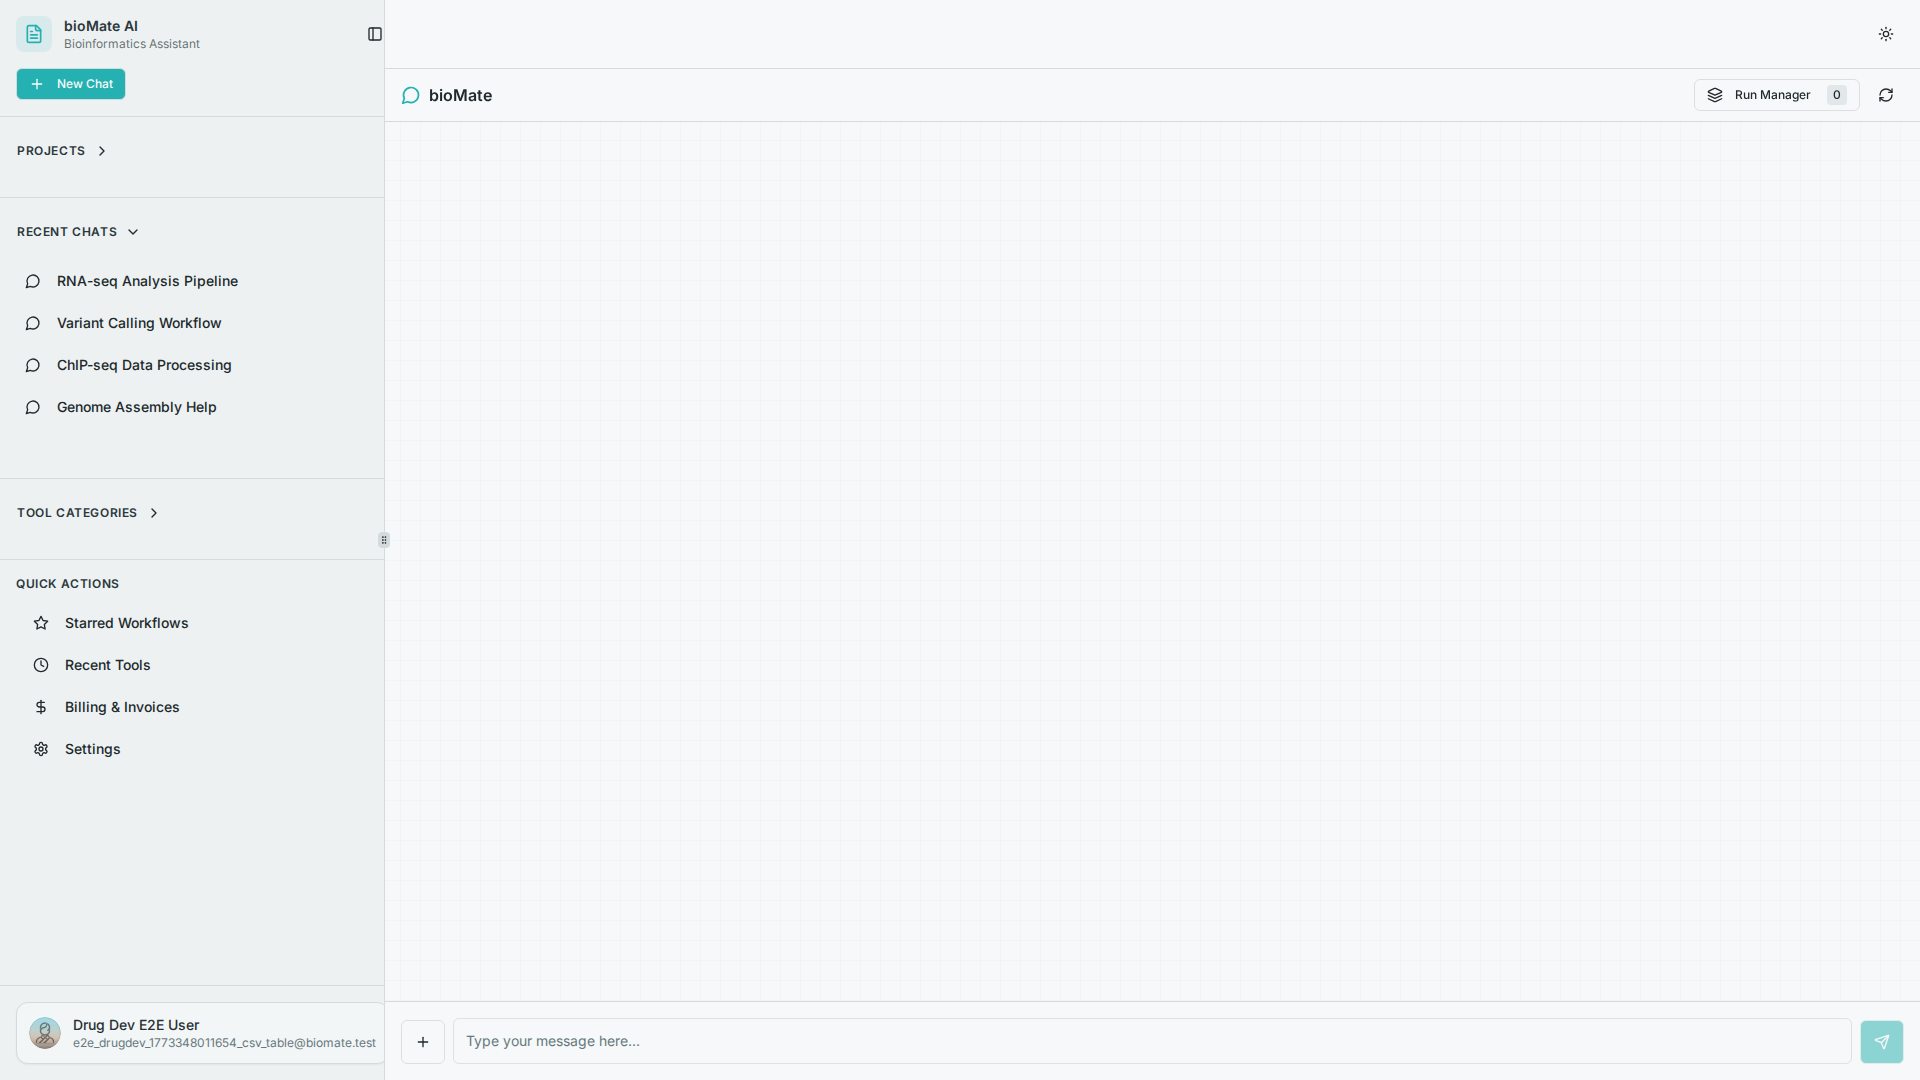 bioMate AI
Bioinformatics Assistant
New Chat
PROJECTS
RECENT CHATS
RNA-seq Analysis Pipeline
Variant Calling Workflow
ChIP-seq Data Processing
Genome Assembly Help
TOOL CATEGORIES
QUICK ACTIONS
Starred Workflows
Recent Tools
Billing & Invoices
Settings
Drug Dev E2E User
e2e_drugdev_1773348011654_csv_table@biomate.test
bioMate
Run Manager 0
Type your message here...